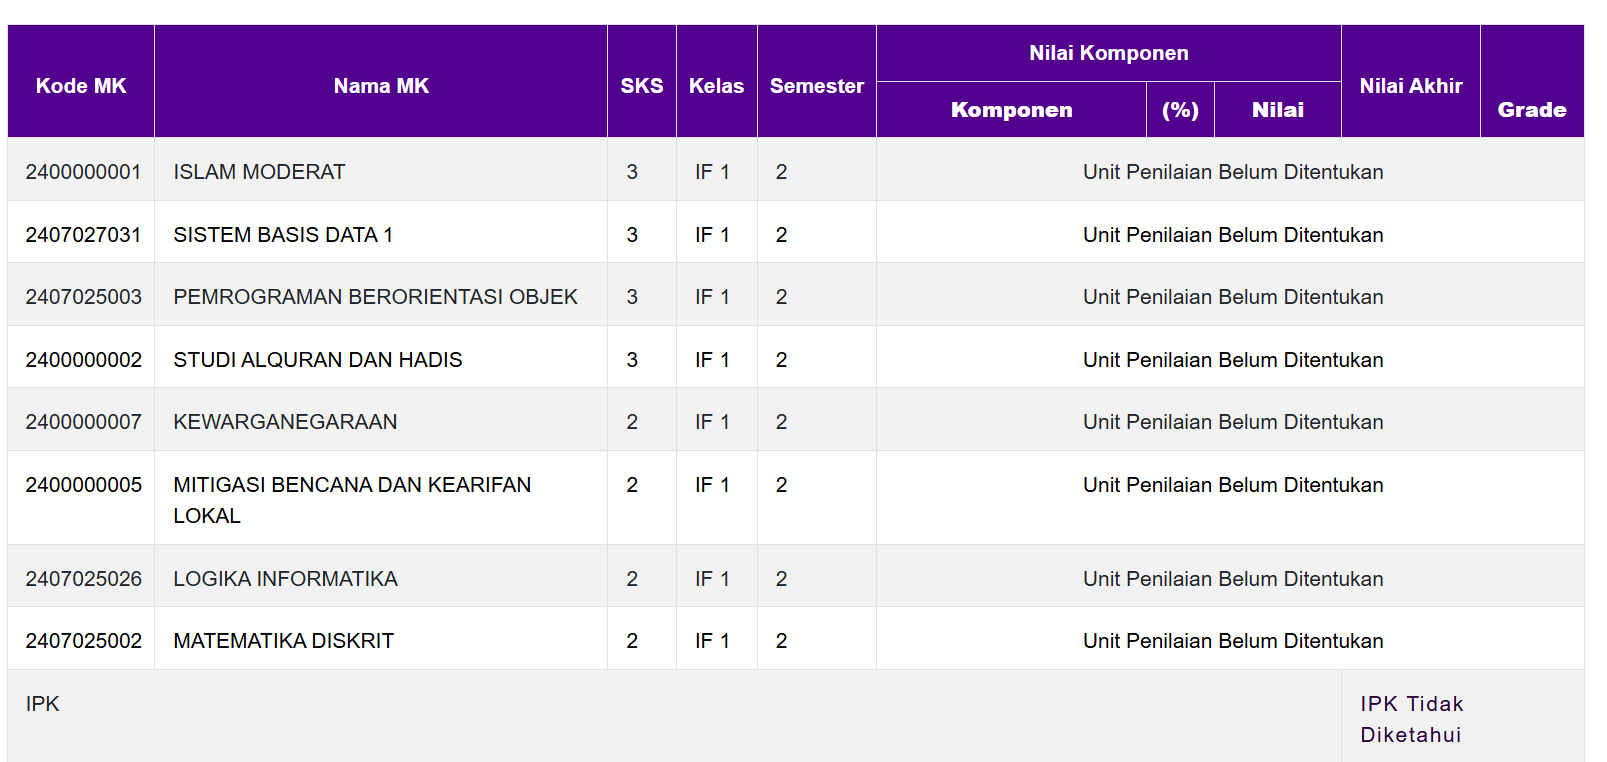 Kode MK Nama MK SKS Kelas Semester Nilai Komponen Nilai Akhir Grade
Komponen (%) Nilai
2400000001 ISLAM MODERAT 3 IF 1 2 Unit Penilaian Belum Ditentukan
2407027031 SISTEM BASIS DATA 1 3 IF 1 2 Unit Penilaian Belum Ditentukan
2407025003 PEMROGRAMAN BERORIENTASI OBJEK 3 IF 1 2 Unit Penilaian Belum Ditentukan
2400000002 STUDI ALQURAN DAN HADIS 3 IF 1 2 Unit Penilaian Belum Ditentukan
2400000007 KEWARGANEGARAAN 2 IF 1 2 Unit Penilaian Belum Ditentukan
2400000005 MITIGASI BENCANA DAN KEARIFAN 2 IF 1 2 Unit Penilaian Belum Ditentukan
LOKAL
2407025026 LOGIKA INFORMATIKA 2 IF 1 2 Unit Penilaian Belum Ditentukan
2407025002 MATEMATIKA DISKRIT 2 IF 1 2 Unit Penilaian Belum Ditentukan
IPK IPK Tidak
Diketahui